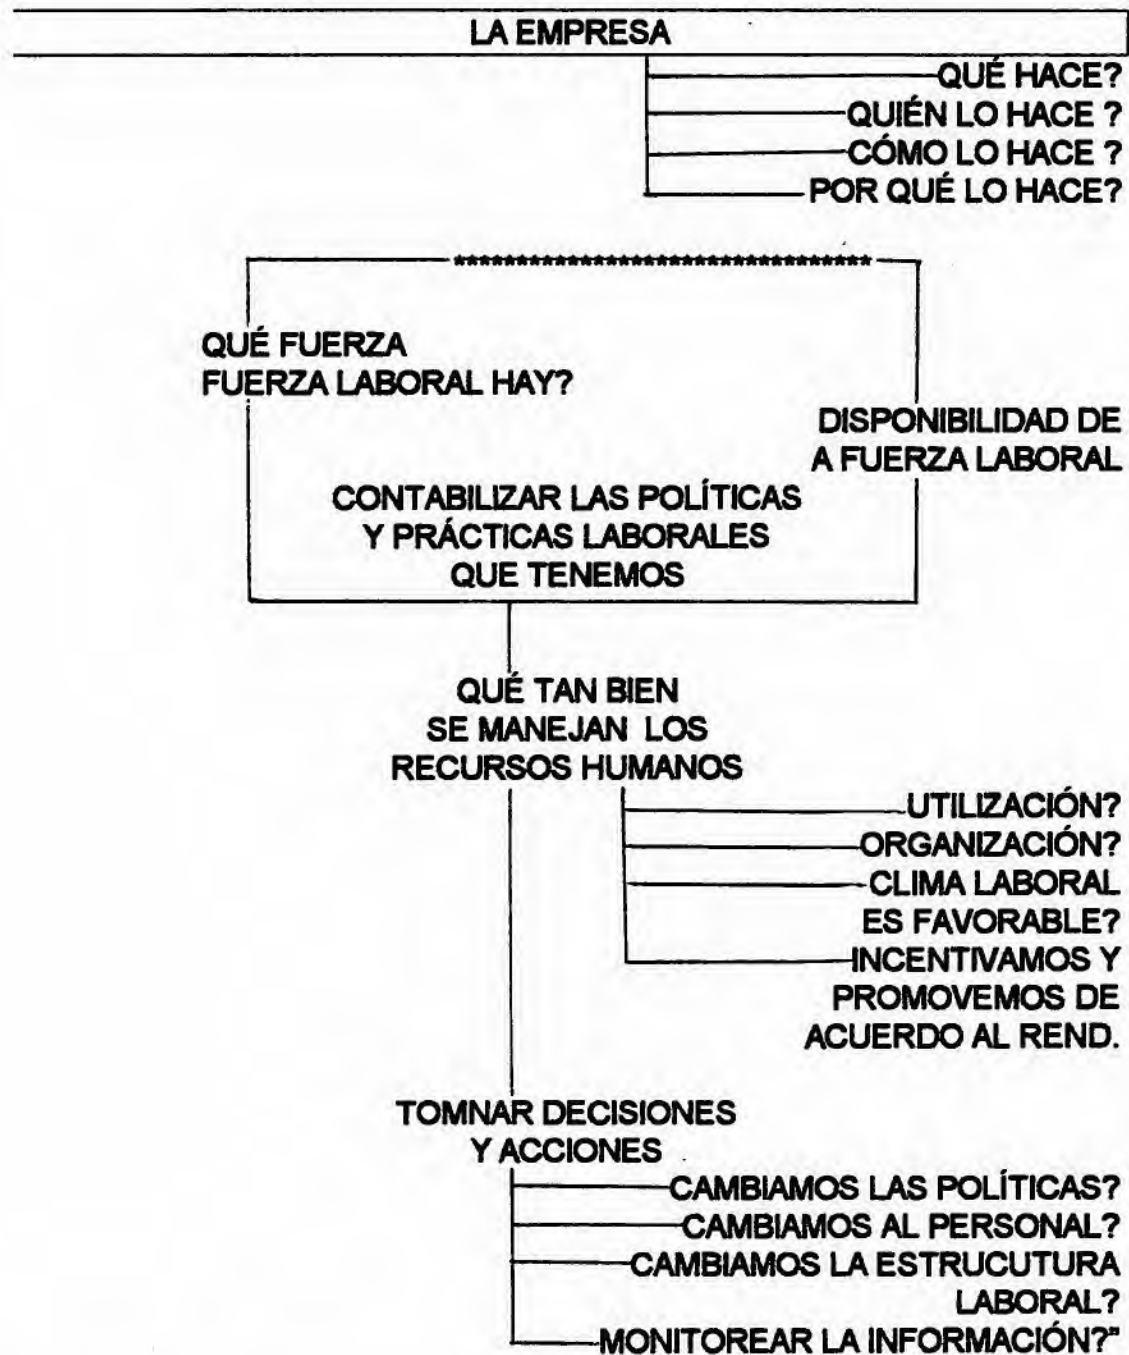 LA EMPRESA
QUÉ HACE?
QUIÉN LO HACE ?
CÓMO LO HACE ?
POR QUÉ LO HACE?
*********************************
QUÉ FUERZA
FUERZA LABORAL HAY?
DISPONIBILIDAD DE
A FUERZA LABORAL
CONTABILIZAR LAS POLÍTICAS
Y PRÁCTICAS LABORALES
QUE TENEMOS
QUÉ TAN BIEN
SE MANEJAN LOS
RECURSOS HUMANOS
UTILIZACIÓN?
ORGANIZACIÓN?
CLIMA LABORAL
ES FAVORABLE?
INCENTIVAMOS Y
PROMOVEMOS DE
ACUERDO AL REND.
TOMNAR DECISIONES
Y ACCIONES
CAMBIAMOS LAS POLÍTICAS?
CAMBIAMOS AL PERSONAL?
CAMBIAMOS LA ESTRUCUTURA
LABORAL?
MONITOREAR LA INFORMACIÓN?"